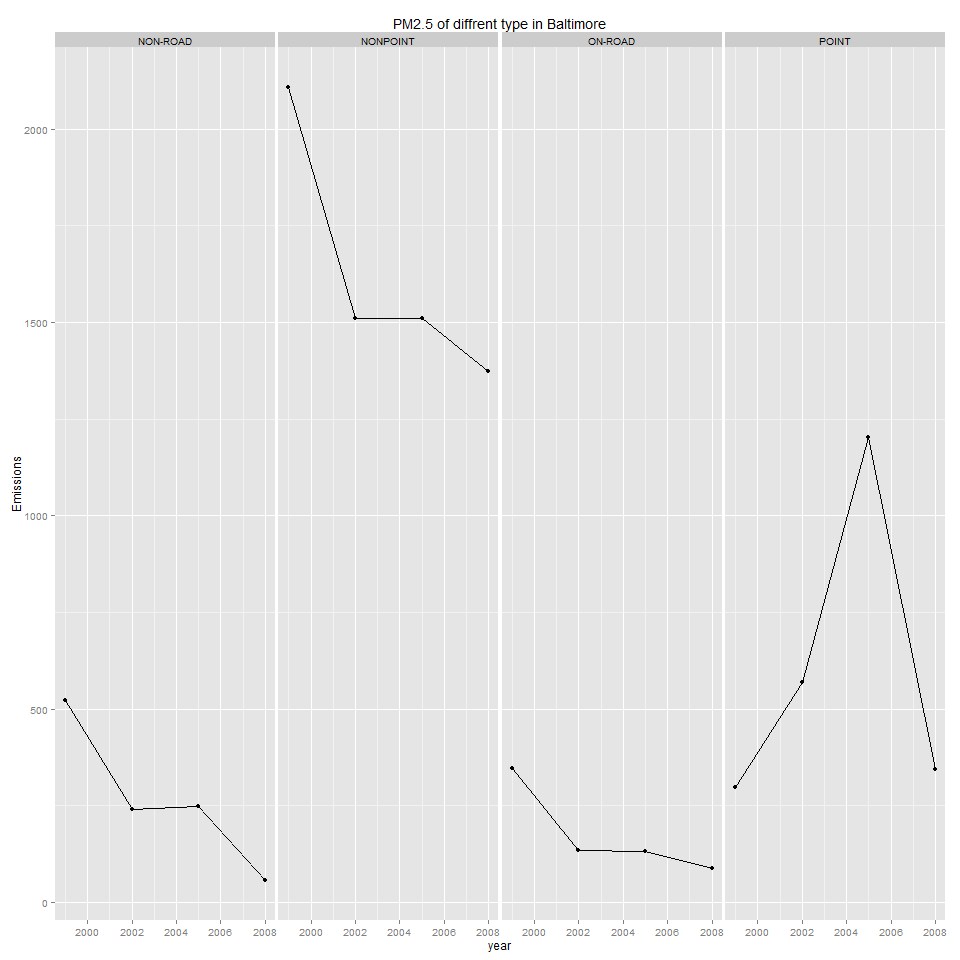 PM2.5 of diffrent type in Baltimore
NON-ROAD NONPOINT ON-ROAD POINT
2000
1500
1000
500
0
Emissions
2000 2002 2004 2006 2008 2000 2002 2004 2006 2008 2000 2002 2004 2006 2008 2000 2002 2004 2006 2008
year